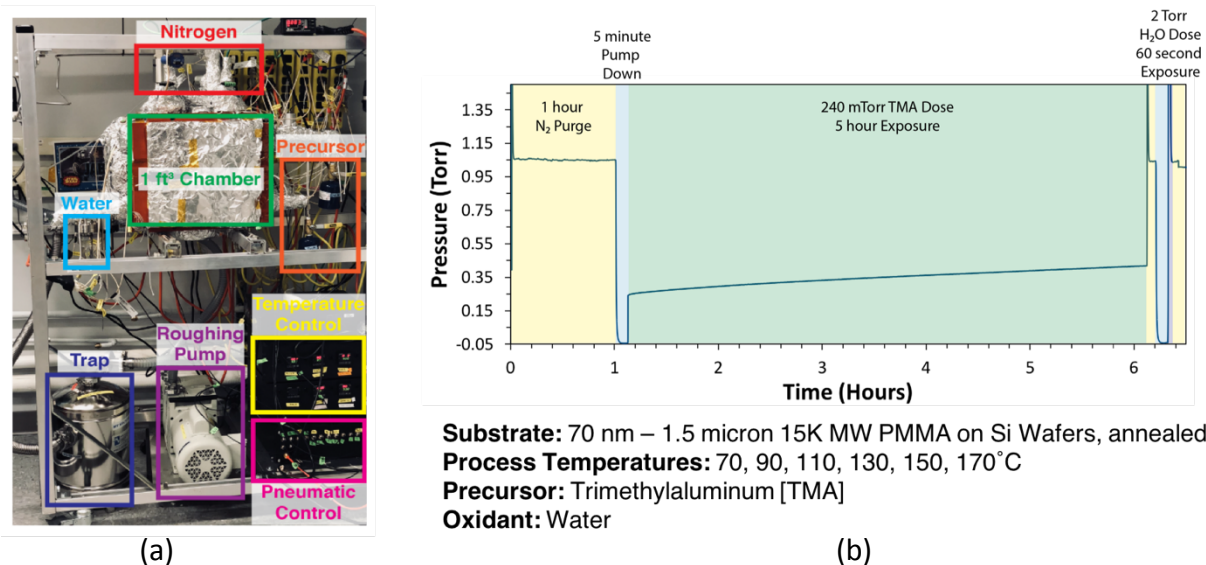 Nitrogen
Precursor
1 ft³ Chamber
Water
Temperature
Control
Roughing
Pump
Trap
Pneumatic
Control
(a)
(b)
5 minute
Pump
Down
2 Torr
H₂O Dose
60 second
Exposure
1 hour
N₂ Purge
240 mTorr TMA Dose
5 hour Exposure
Pressure (Torr)
1.35
1.15
0.95
0.75
0.55
0.35
0.15
-0.05
0 1 2 3 4 5 6
Time (Hours)
Substrate: 70 nm – 1.5 micron 15K MW PMMA on Si Wafers, annealed
Process Temperatures: 70, 90, 110, 130, 150, 170˚C
Precursor: Trimethylaluminum [TMA]
Oxidant: Water